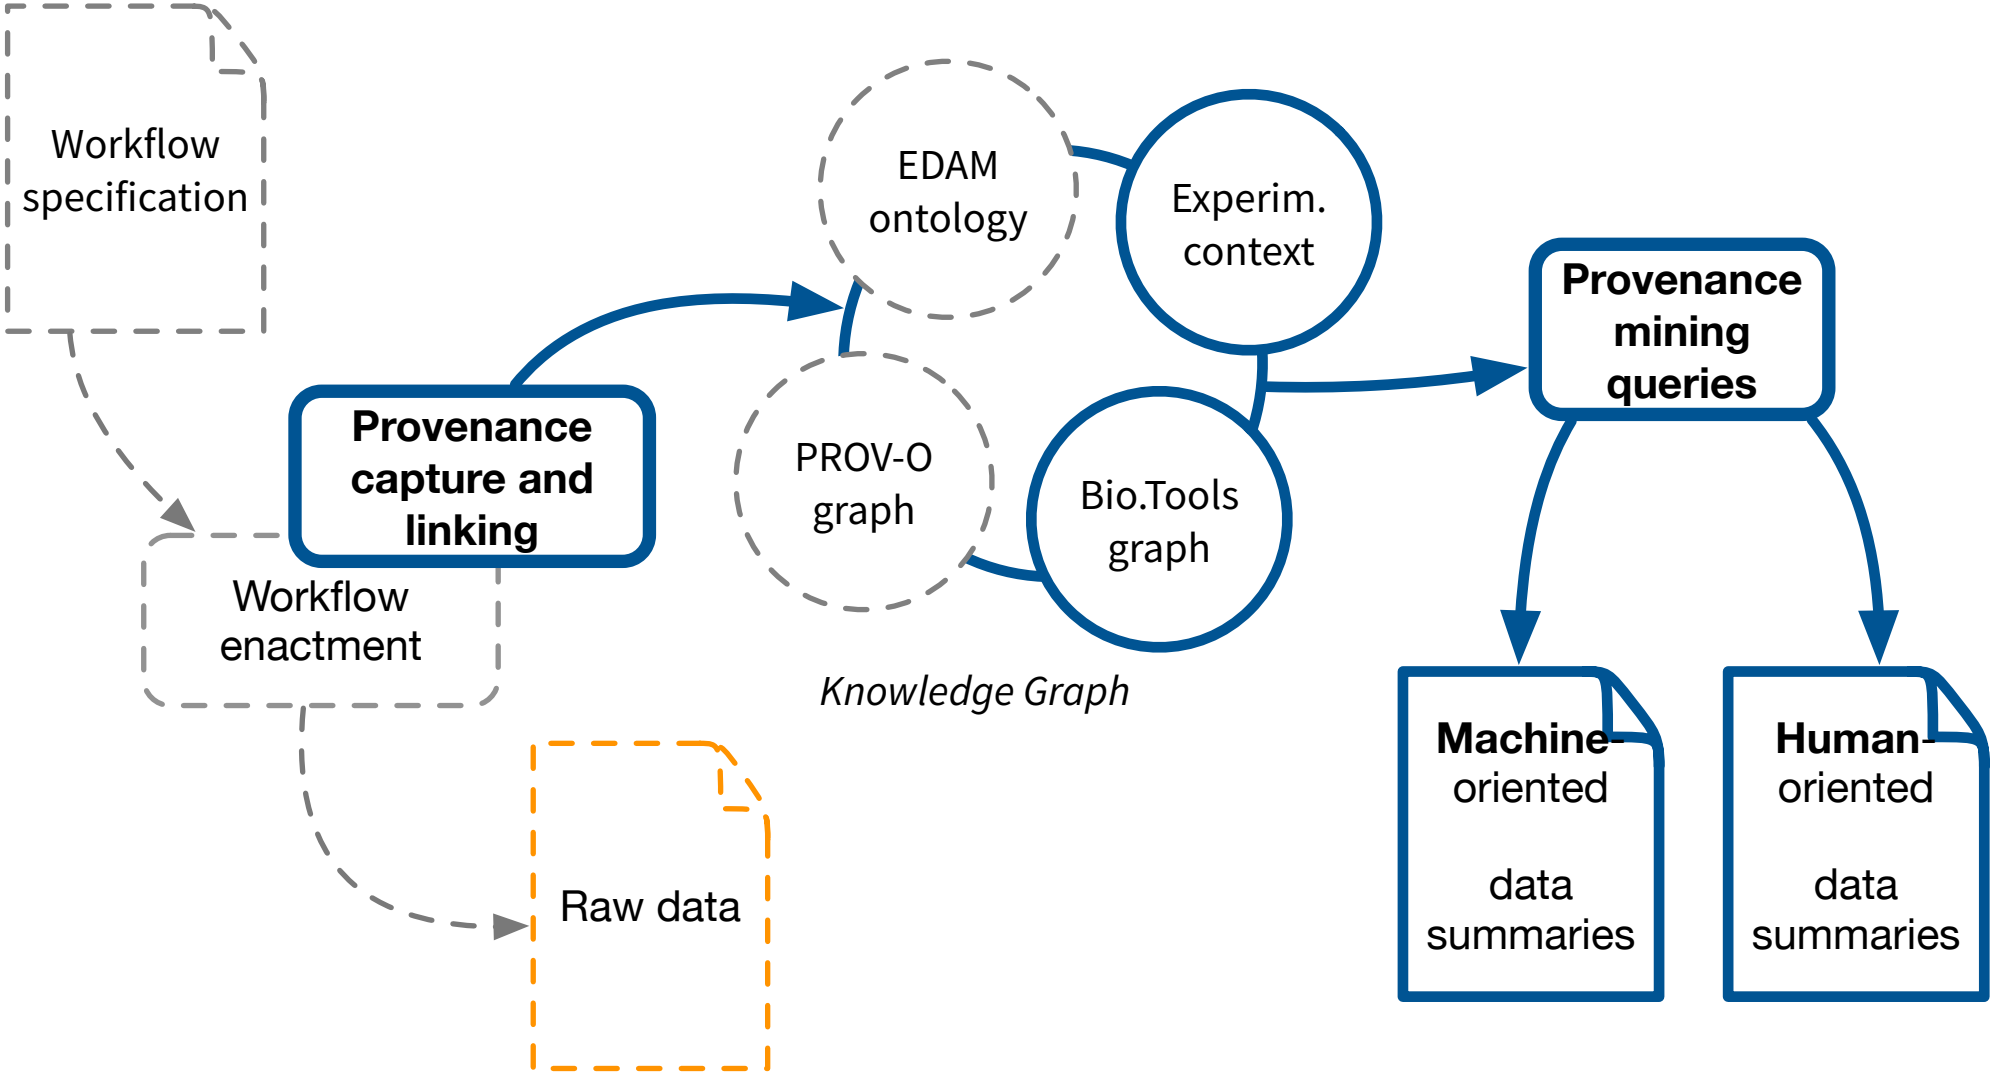 Workflow
specification
Provenance
capture and
linking
Workflow
enactment
Raw data
EDAM
ontology
Experim.
context
PROV-O
graph
Bio.Tools
graph
Knowledge Graph
Provenance
mining
queries
Machine-
oriented
data
summaries
Human-
oriented
data
summaries